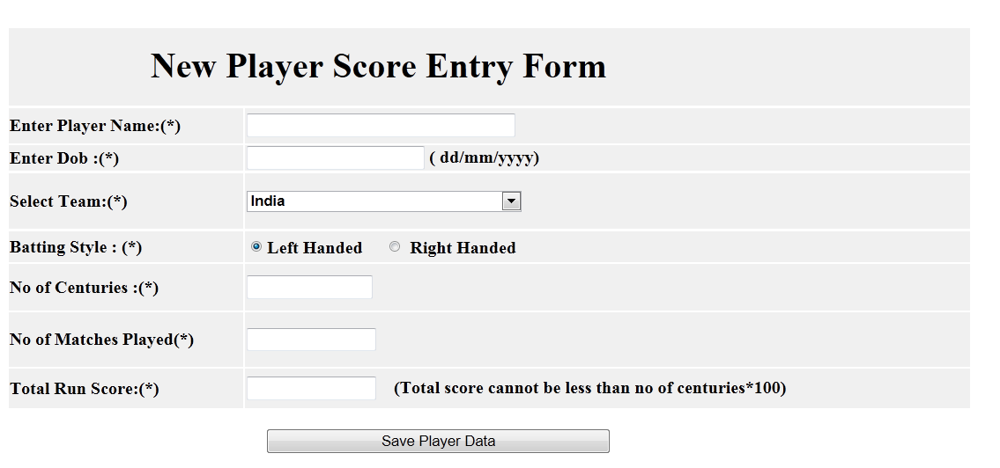 New Player Score Entry Form
Enter Player Name:(*)
Enter Dob :(*) ( dd/mm/yyyy)
Select Team:(*) India
Batting Style : (*) Left Handed Right Handed
No of Centuries :(*)
No of Matches Played(*)
Total Run Score:(*) (Total score cannot be less than no of centuries*100)
Save Player Data